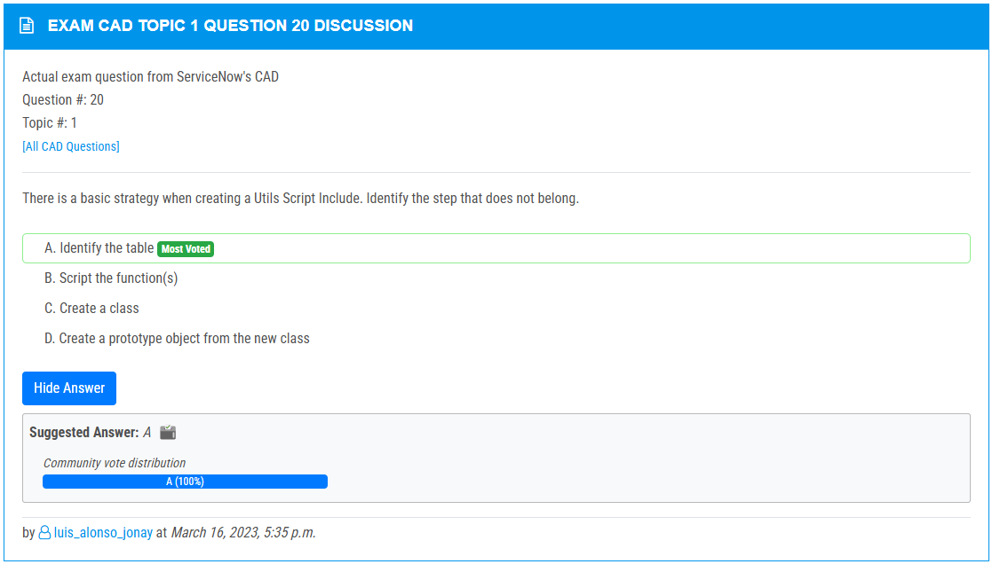 EXAM CAD TOPIC 1 QUESTION 20 DISCUSSION
Actual exam question from ServiceNow's CAD
Question #: 20
Topic #: 1
[All CAD Questions]
There is a basic strategy when creating a Utils Script Include. Identify the step that does not belong.
A. Identify the table Most Voted
B. Script the function(s)
C. Create a class
D. Create a prototype object from the new class
Hide Answer
Suggested Answer: A
Community vote distribution
A (100%)
by luis_alonso_jonay at March 16, 2023, 5:35 p.m.